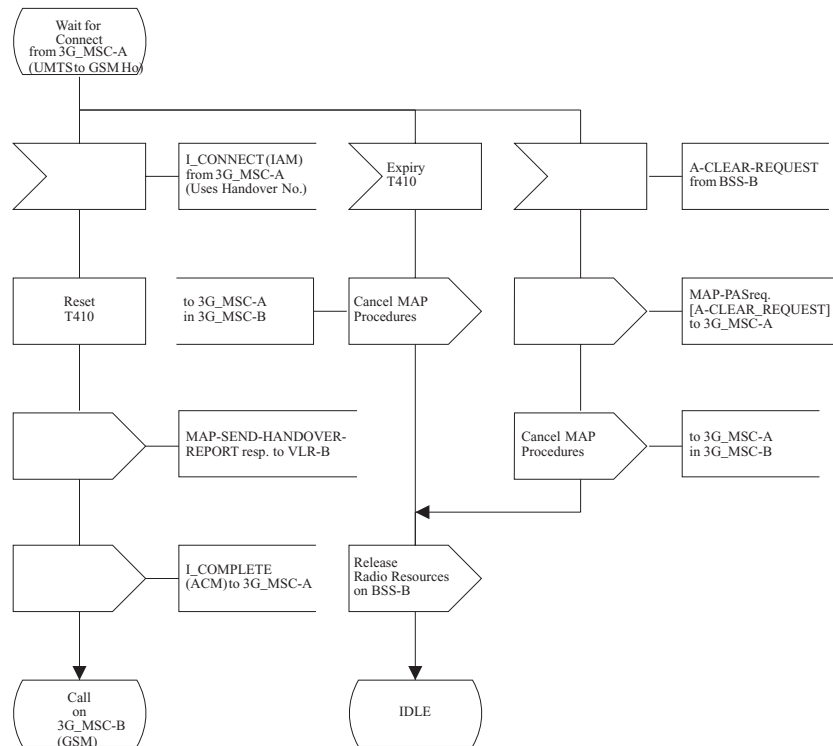 Wait for
Connect
from 3G_MSC-A
(UMTS to GSM Ho)
I_CONNECT (IAM)
from 3G_MSC-A
(Uses Handover No.)
Expiry
T410
A-CLEAR-REQUEST
from BSS-B
Reset
T410
to 3G_MSC-A
in 3G_MSC-B
Cancel MAP
Procedures
MAP-PASreq.
[A-CLEAR_REQUEST]
to 3G_MSC-A
MAP-SEND-HANDOVER-
REPORT resp. to VLR-B
Cancel MAP
Procedures
to 3G_MSC-A
in 3G_MSC-B
I_COMPLETE
(ACM) to 3G_MSC-A
Release
Radio Resources
on BSS-B
Call
on
3G_MSC-B
(GSM)
IDLE